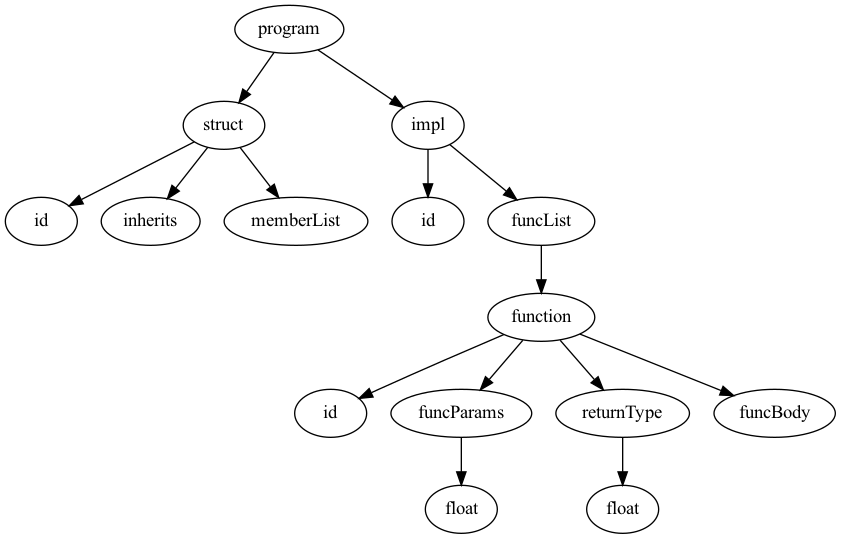 program
struct
impl
id
inherits
memberList
id
funcList
function
id
funcParams
returnType
funcBody
float
float